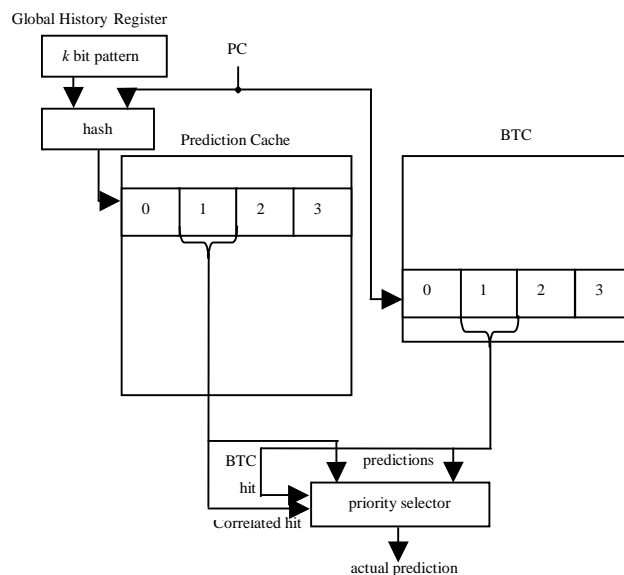 Global History Register
k bit pattern
PC
hash
Prediction Cache
BTC
0 1 2 3
0 1 2 3
BTC
predictions
hit
priority selector
Correlated hit
actual prediction